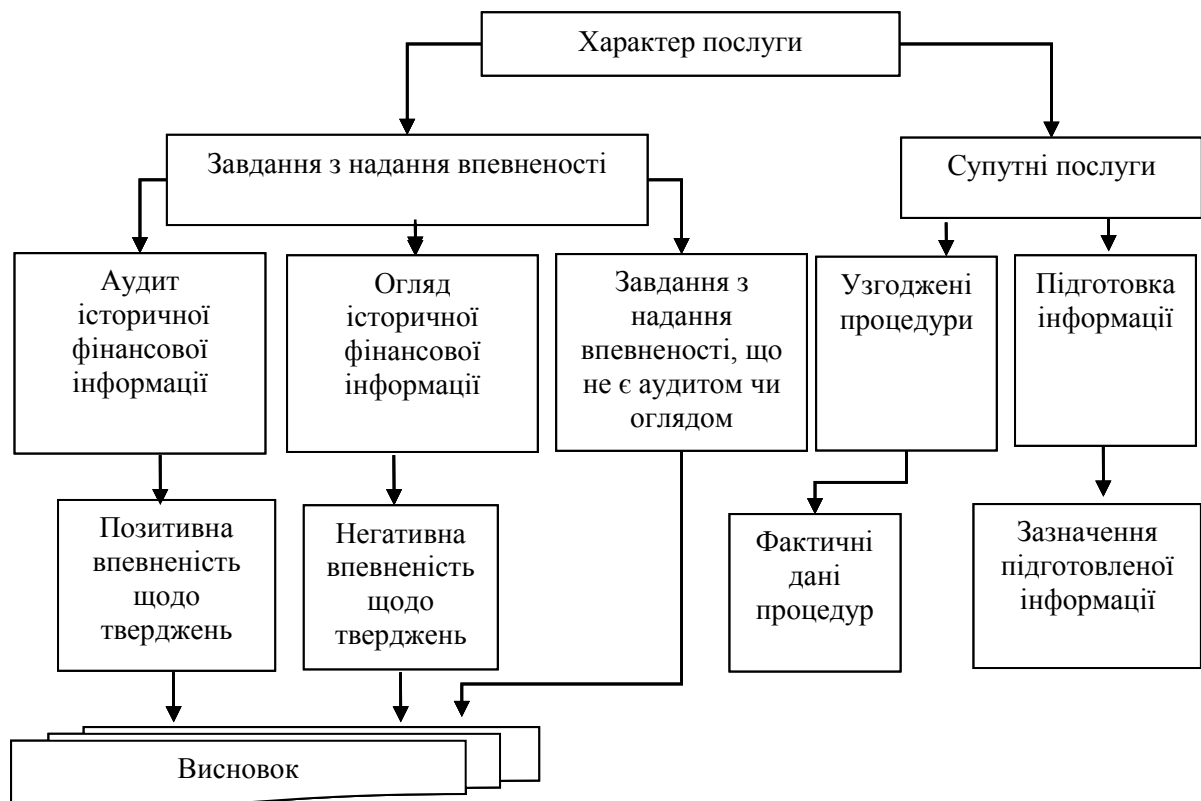 Характер послуги
Завдання з надання впевненості
Супутні послуги
Аудит
історичної
фінансової
інформації
Огляд
історичної
фінансової
інформації
Завдання з
надання
впевненості, що
не є аудитом чи
оглядом
Узгоджені
процедури
Підготовка
інформації
Позитивна
впевненість
щодо
тверджень
Негативна
впевненість
щодо
тверджень
Фактичні
дані
процедур
Зазначення
підготовленої
інформації
Висновок